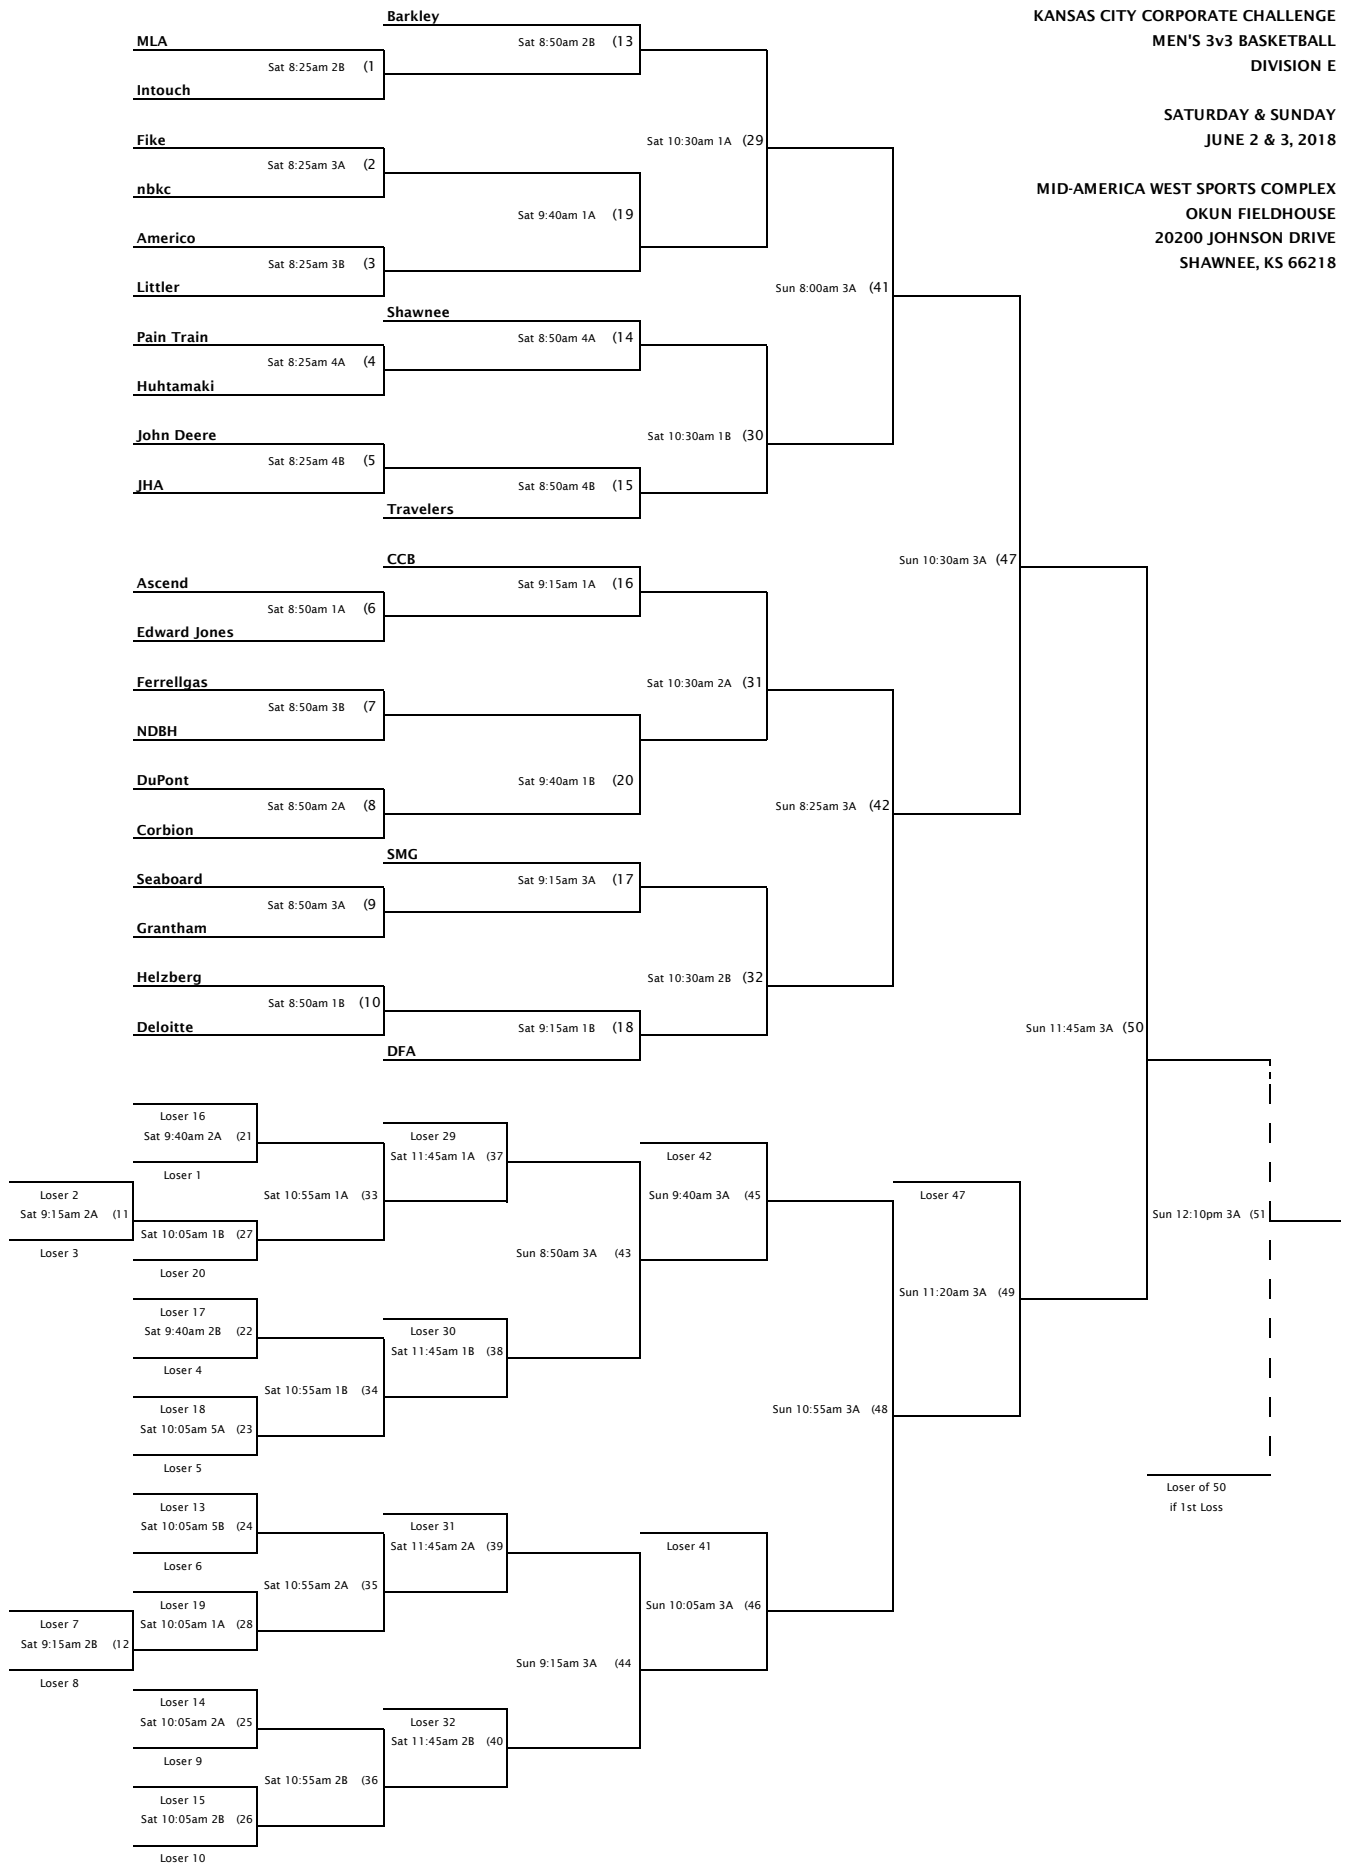 Barkley
KANSAS CITY CORPORATE CHALLENGE
MLA
Sat 8:50am 2B (13
MEN'S 3v3 BASKETBALL
Sat 8:25am 2B (1
DIVISION E
Intouch
SATURDAY & SUNDAY
Fike
Sat 10:30am 1A (29
JUNE 2 & 3, 2018
Sat 8:25am 3A (2
nbkc
MID-AMERICA WEST SPORTS COMPLEX
Sat 9:40am 1A (19
OKUN FIELDHOUSE
Americo
20200 JOHNSON DRIVE
Sat 8:25am 3B (3
SHAWNEE, KS 66218
Littler
Sun 8:00am 3A (41
Shawnee
Pain Train
Sat 8:50am 4A (14
Sat 8:25am 4A (4
Huhtamaki
John Deere
Sat 10:30am 1B (30
Sat 8:25am 4B (5
JHA
Sat 8:50am 4B (15
Travelers
CCB
Sun 10:30am 3A (47
Ascend
Sat 9:15am 1A (16
Sat 8:50am 1A (6
Edward Jones
Ferrellgas
Sat 10:30am 2A (31
Sat 8:50am 3B (7
NDBH
DuPont
Sat 9:40am 1B (20
Sat 8:50am 2A (8
Sun 8:25am 3A (42
Corbion
SMG
Seaboard
Sat 9:15am 3A (17
Sat 8:50am 3A (9
Grantham
Helzberg
Sat 10:30am 2B (32
Sat 8:50am 1B (10
Deloitte
Sat 9:15am 1B (18
Sun 11:45am 3A (50
DFA
Loser 16
Sat 9:40am 2A (21
Loser 29
Sat 11:45am 1A (37
Loser 42
Loser 1
Loser 2
Sat 10:55am 1A (33
Sun 9:40am 3A (45
Loser 47
Sat 9:15am 2A (11
Sun 12:10pm 3A (51
Sat 10:05am 1B (27
Loser 3
Sun 8:50am 3A (43
Loser 20
Sun 11:20am 3A (49
Loser 17
Sat 9:40am 2B (22
Loser 30
Sat 11:45am 1B (38
Loser 4
Sat 10:55am 1B (34
Loser 18
Sun 10:55am 3A (48
Sat 10:05am 5A (23
Loser 5
Loser of 50
Loser 13
if 1st Loss
Sat 10:05am 5B (24
Loser 31
Sat 11:45am 2A (39
Loser 41
Loser 6
Sat 10:55am 2A (35
Loser 19
Sun 10:05am 3A (46
Loser 7
Sat 10:05am 1A (28
Sat 9:15am 2B (12
Sun 9:15am 3A (44
Loser 8
Loser 14
Sat 10:05am 2A (25
Loser 32
Sat 11:45am 2B (40
Loser 9
Sat 10:55am 2B (36
Loser 15
Sat 10:05am 2B (26
Loser 10